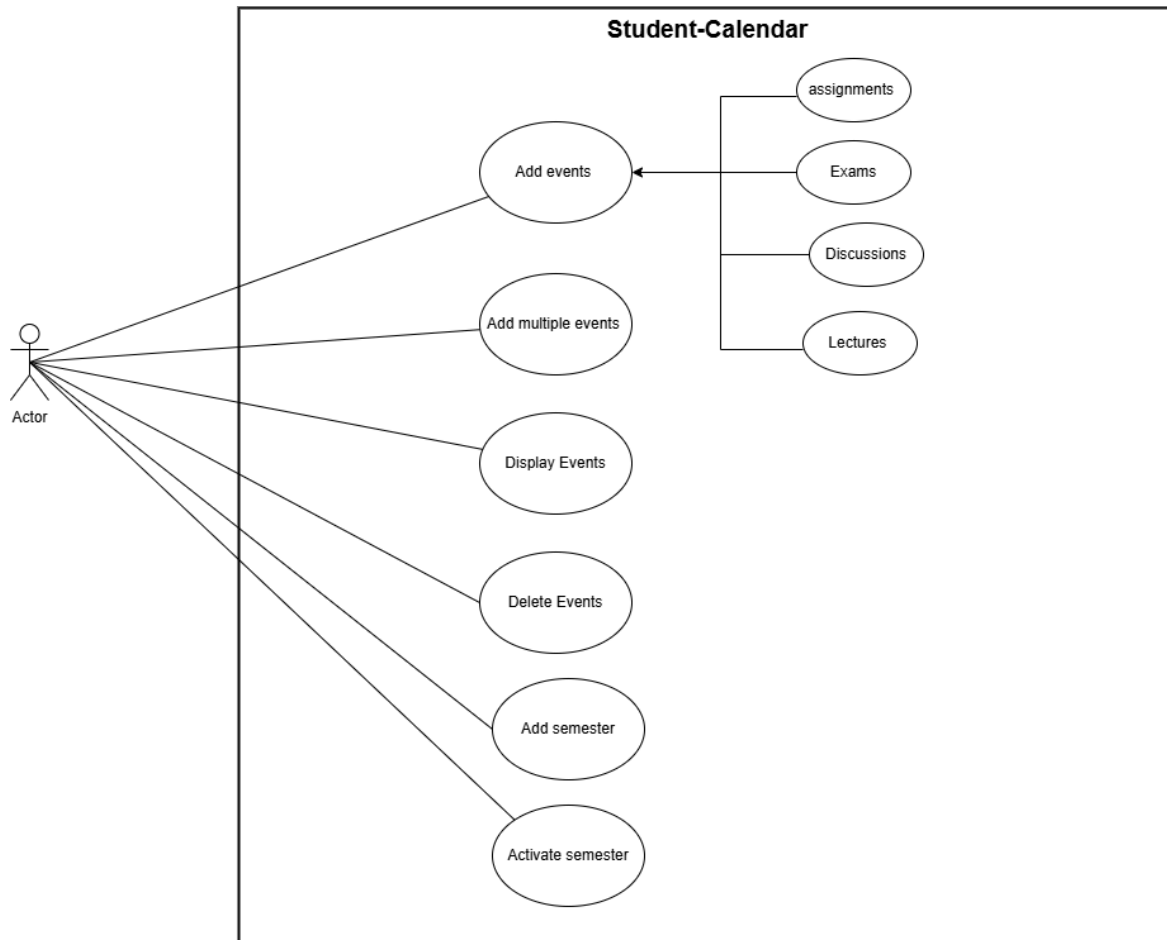 Student-Calendar
assignments
Add events
Exams
Discussions
Add multiple events
Lectures
Actor
Display Events
Delete Events
Add semester
Activate semester